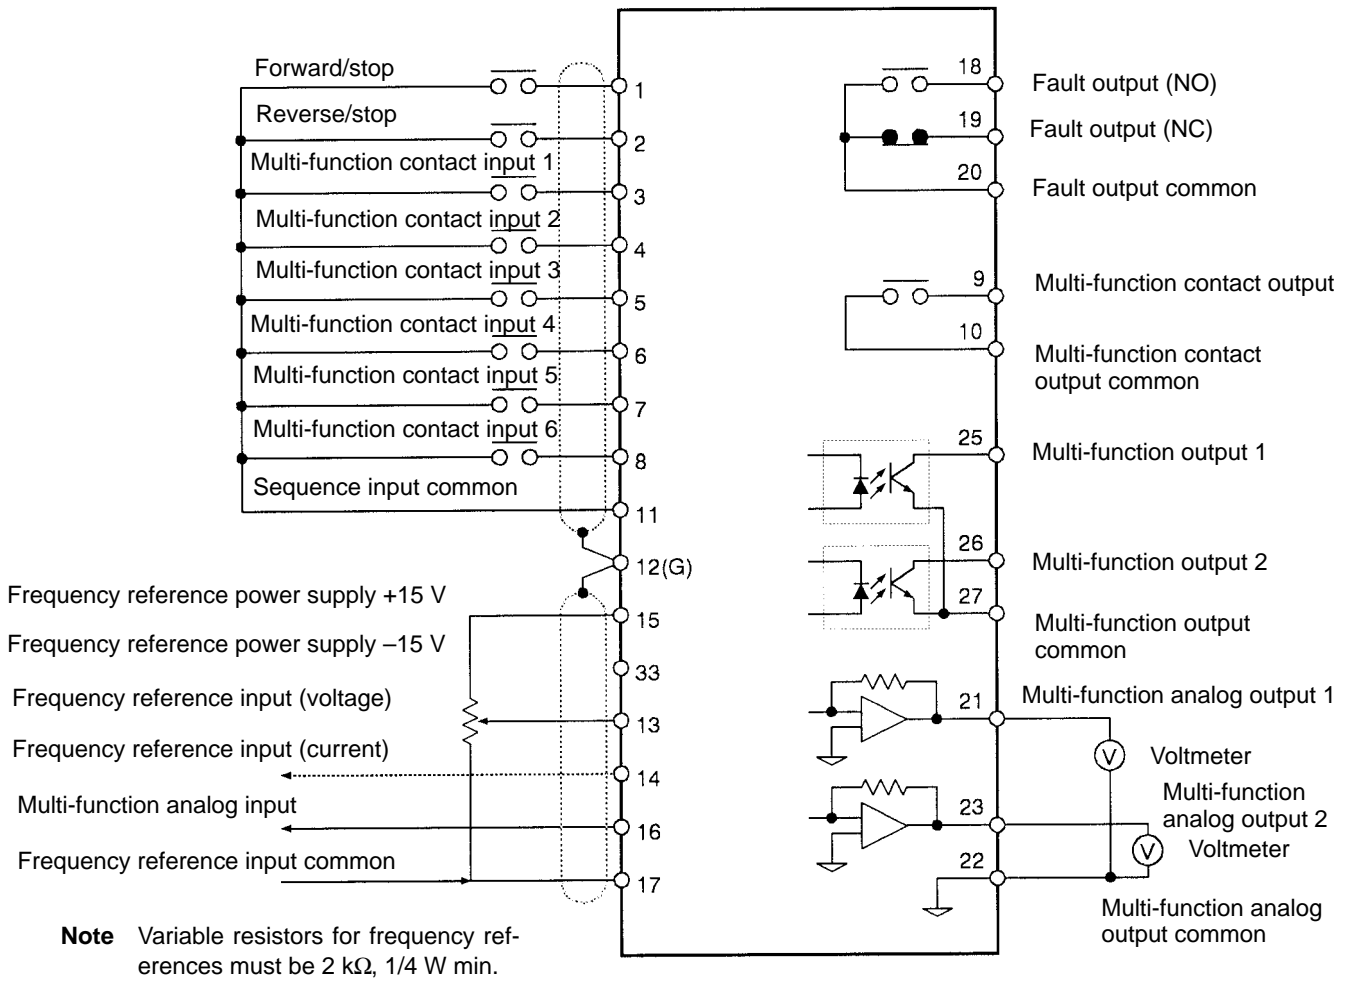 Forward/stop
1
Reverse/stop
2
Multi-function contact input 1
3
Multi-function contact input 2
4
Multi-function contact input 3
5
Multi-function contact input 4
6
Multi-function contact input 5
7
Multi-function contact input 6
8
Sequence input common
11
12(G)
Frequency reference power supply +15 V
15
Frequency reference power supply –15 V
33
Frequency reference input (voltage)
13
Frequency reference input (current)
14
Multi-function analog input
16
Frequency reference input common
17
Note Variable resistors for frequency ref-
erences must be 2 kΩ, 1/4 W min.
18
Fault output (NO)
19
Fault output (NC)
20
Fault output common
9
Multi-function contact output
10
Multi-function contact
output common
25
Multi-function output 1
26
Multi-function output 2
27
Multi-function output
common
21
Multi-function analog output 1
V
Voltmeter
23
Multi-function
analog output 2
V
Voltmeter
22
Multi-function analog
output common